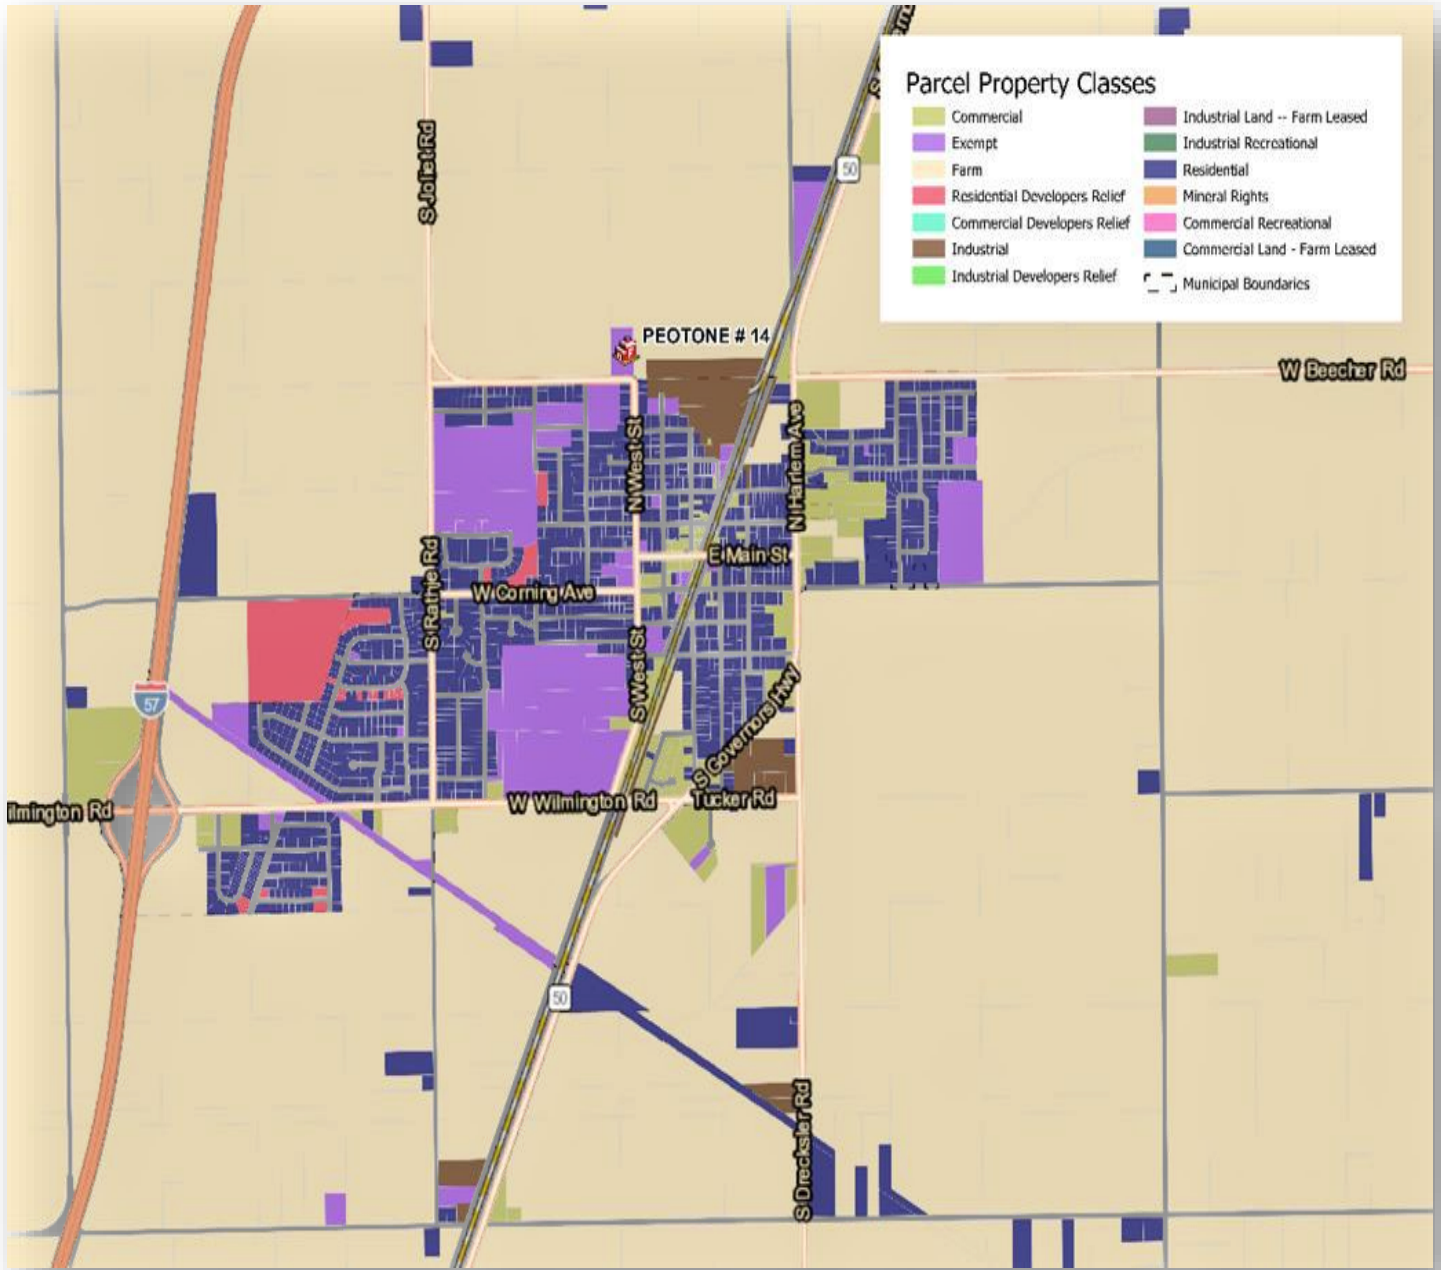 Parcel Property Classes
Commercial
Exempt
Farm
Residential Developers Relief
Commercial Developers Relief
Industrial
Industrial Developers Relief
Industrial Land -- Farm Leased
Industrial Recreational
Residential
Mineral Rights
Commercial Recreational
Commercial Land - Farm Leased
Municipal Boundaries
S Joliet Rd
50
PEOTONE # 14
W Beecher Rd
N West St
N Harlem Ave
E Main St
S Rathje Rd
W Corning Ave
S West St
57
S Governors Hwy
W Wilmington Rd
Tucker Rd
ilmington Rd
50
S Drecksler Rd